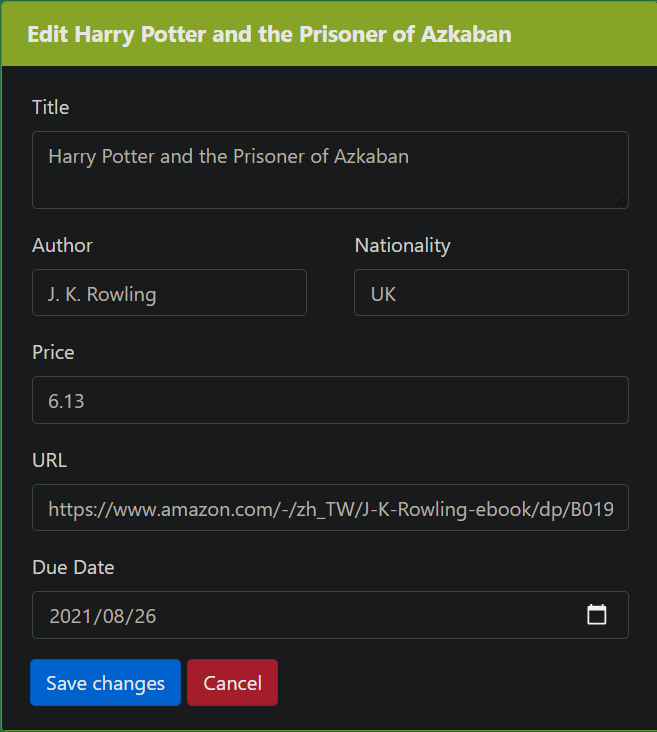 Edit Harry Potter and the Prisoner of Azkaban
Title
Harry Potter and the Prisoner of Azkaban
Author Nationality
J. K. Rowling UK
Price
6.13
URL
https://www.amazon.com/-/zh_TW/J-K-Rowling-ebook/dp/B019
Due Date
2021/08/26
Save changes Cancel